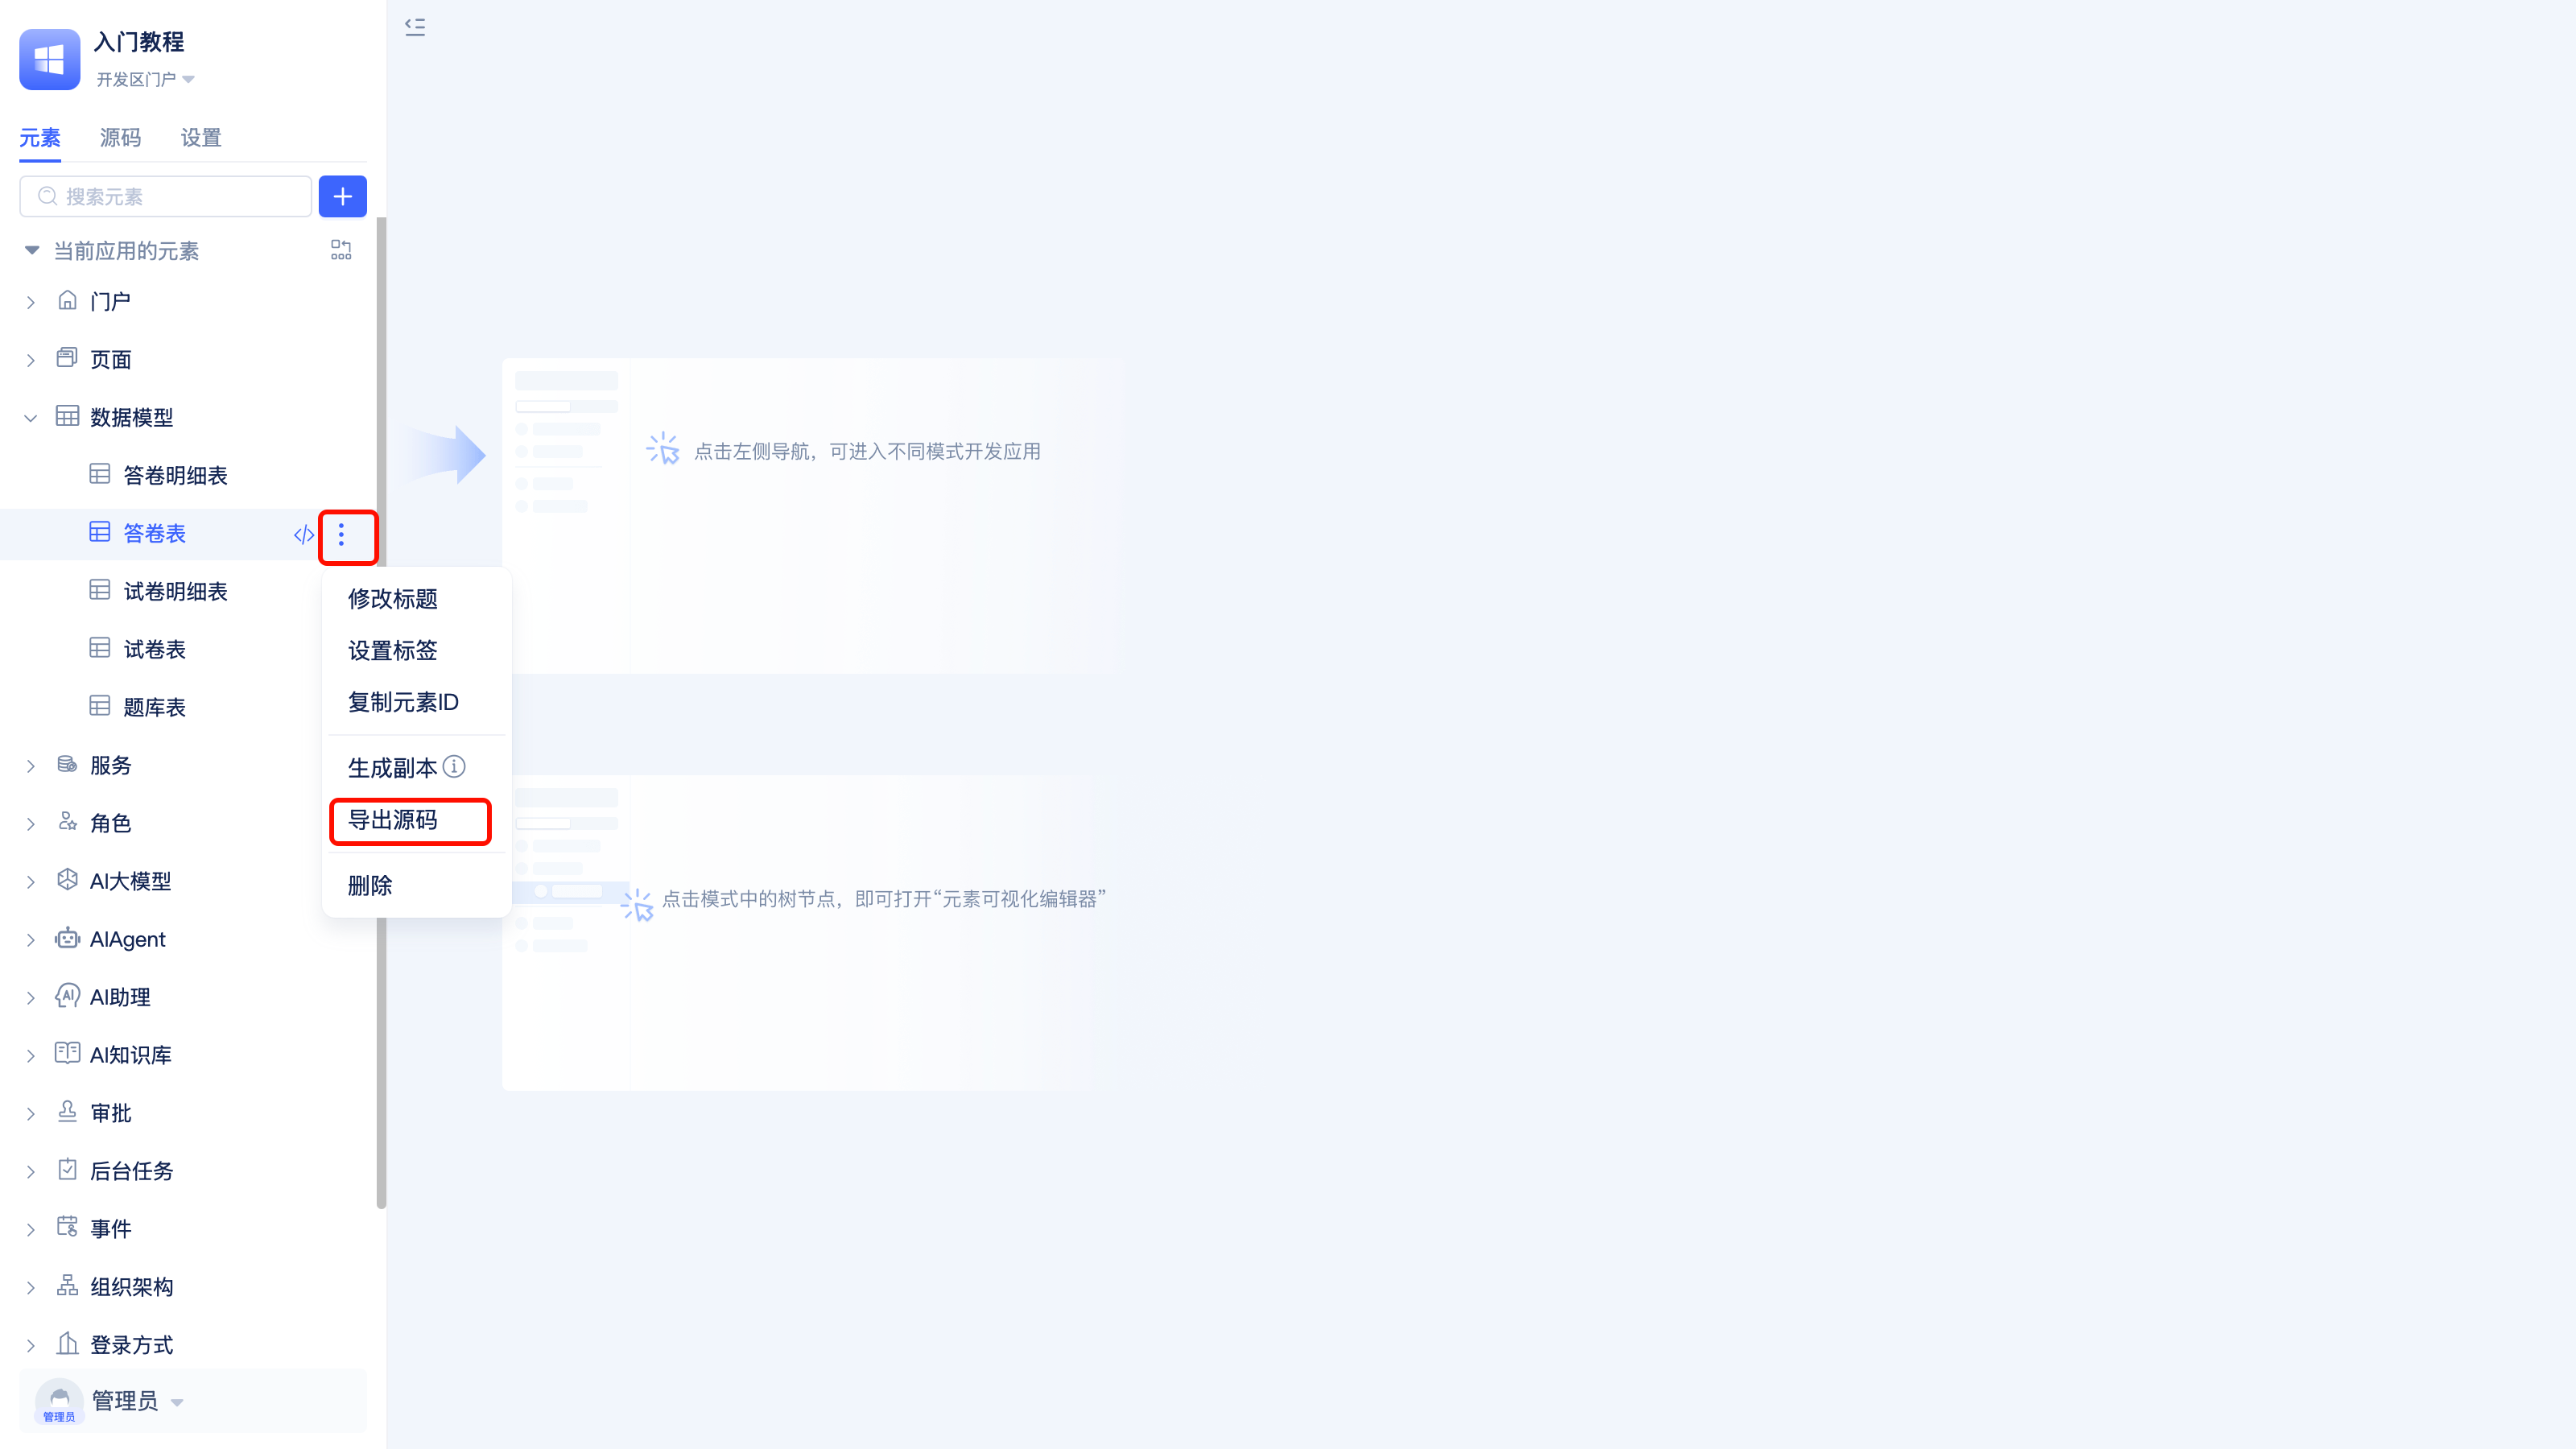 入门教程
开发区门户
元素 源码 设置
搜索元素
当前应用的元素
门户
页面
数据模型
答卷明细表
答卷表
试卷明细表
试卷表
题库表
服务
角色
AI大模型
AIAgent
AI助理
AI知识库
审批
后台任务
事件
组织架构
登录方式
管理员
管理员
修改标题
设置标签
复制元素ID
生成副本
导出源码
删除
点击左侧导航，可进入不同模式开发应用
点击模式中的树节点，即可打开“元素可视化编辑器”